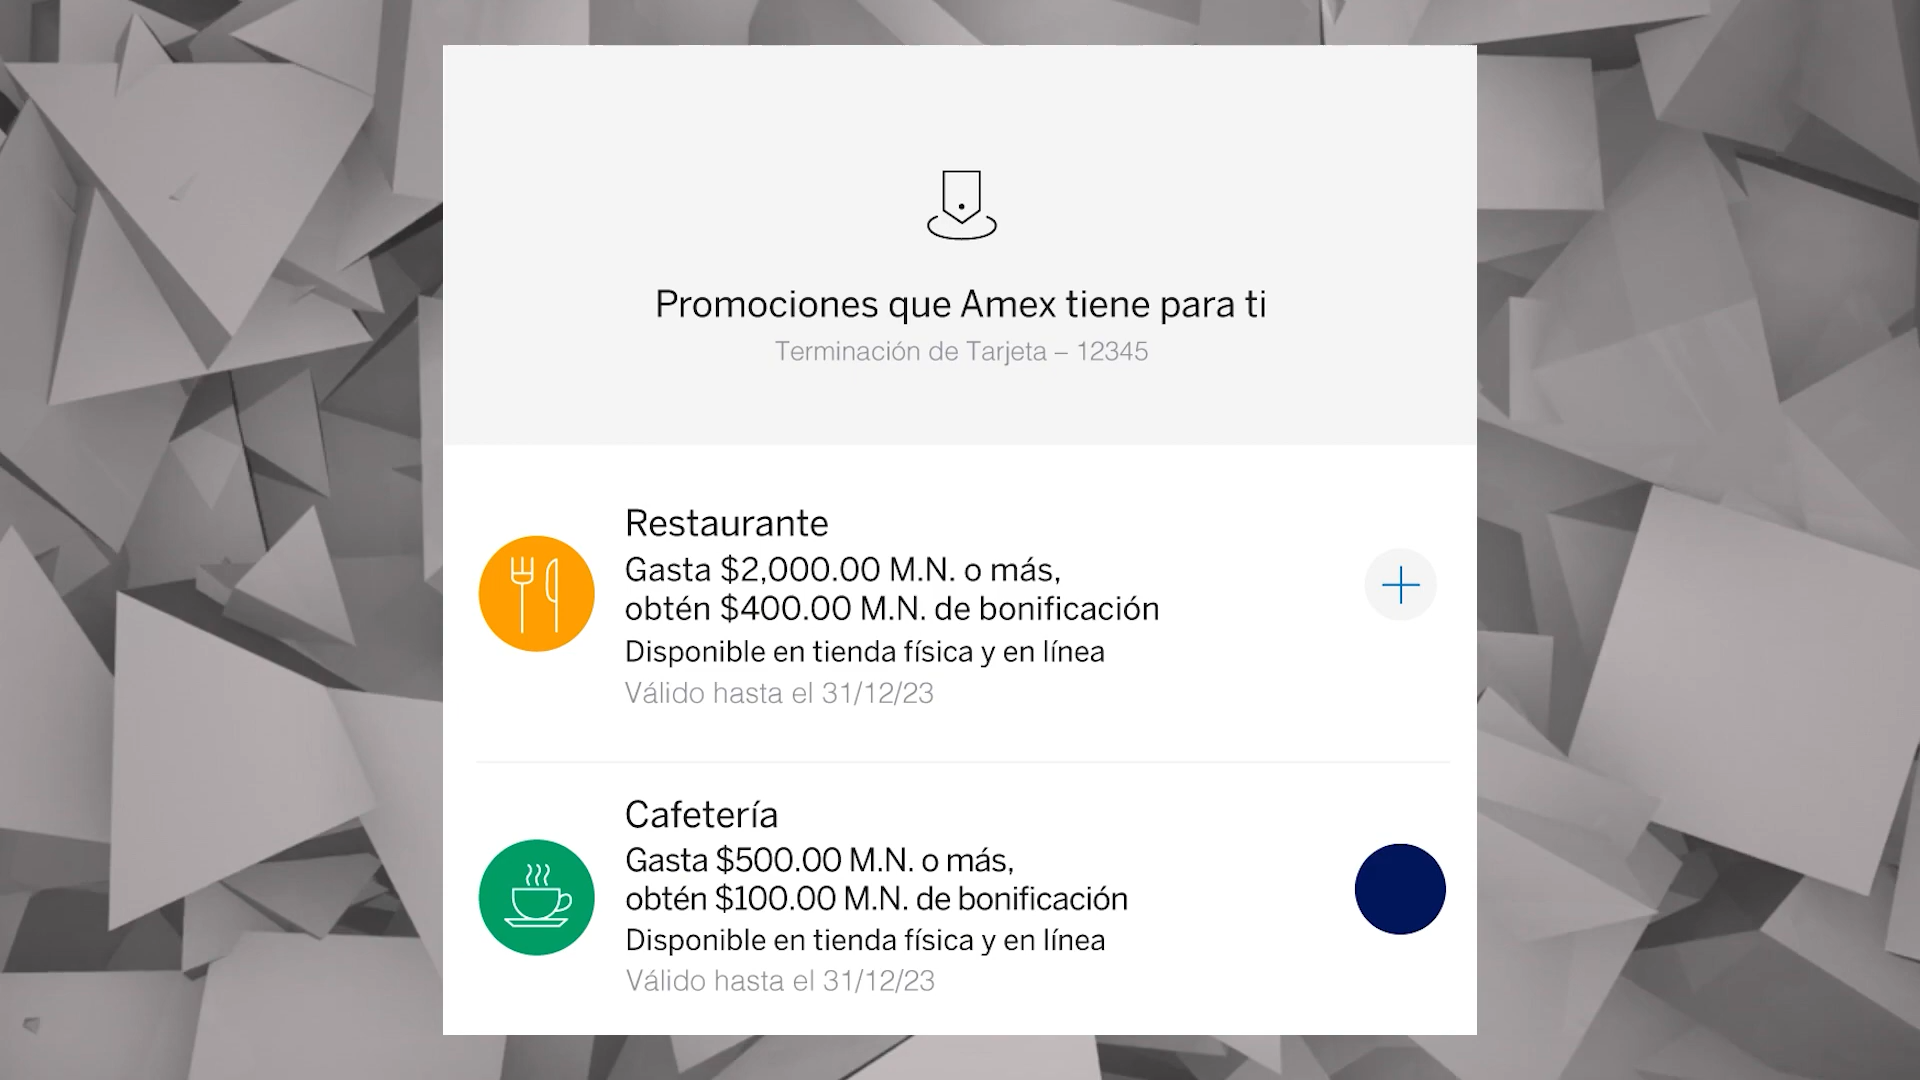 Promociones que Amex tiene para ti
Terminación de Tarjeta – 12345
Restaurante
Gasta $2,000.00 M.N. o más,
obtén $400.00 M.N. de bonificación
Disponible en tienda física y en línea
Válido hasta el 31/12/23
Cafetería
Gasta $500.00 M.N. o más,
obtén $100.00 M.N. de bonificación
Disponible en tienda física y en línea
Válido hasta el 31/12/23